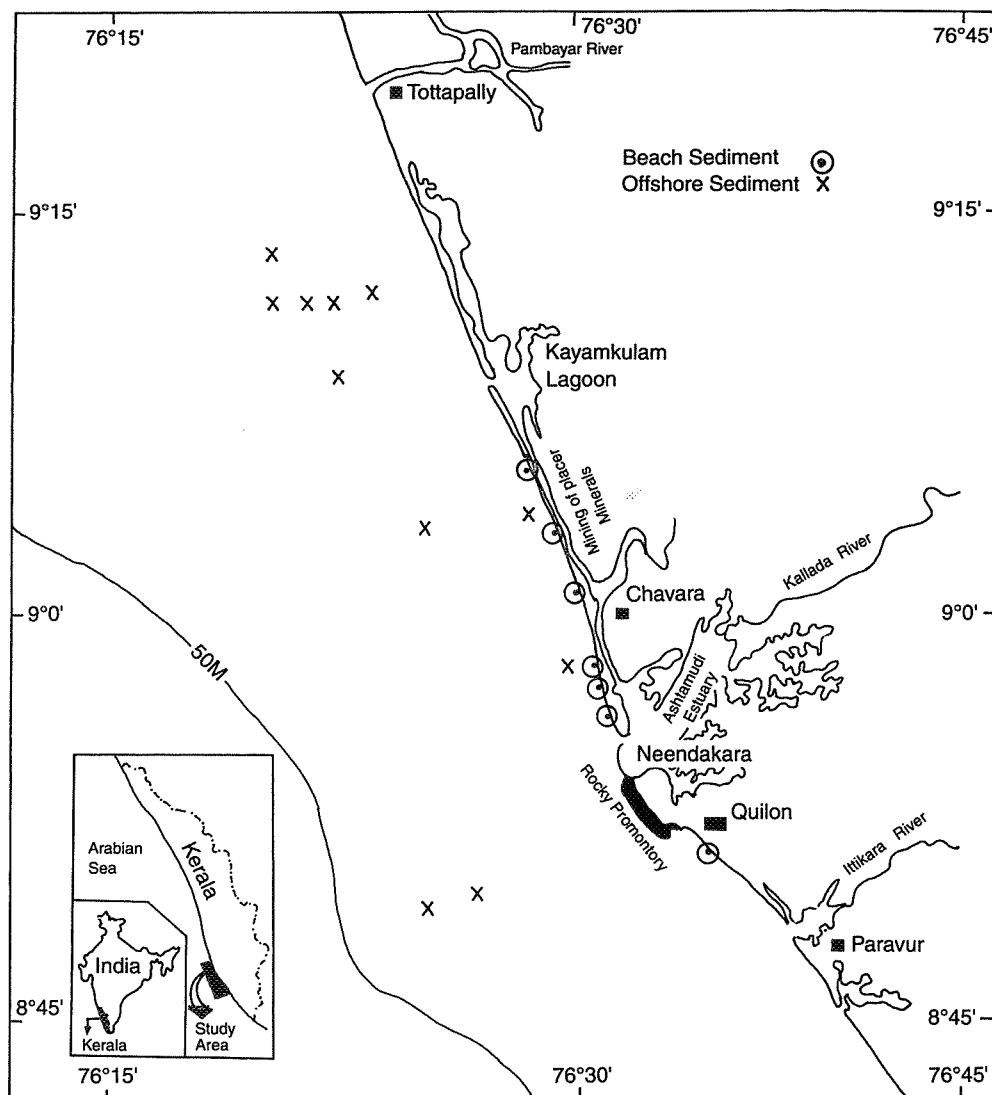 76°15'
76°30'
76°45'
Pambayar River
Tottapally
Beach Sediment
Offshore Sediment X
9°15'
9°15'
Kayamkulam
Lagoon
Mining of placer
Minerals
Kallada River
Chavara
9°0'
9°0'
50M
Ashtamudi
Estuary
Neendakara
Rocky Promontory
Quilon
Ittikara River
Arabian
Sea
Kerala
India
Paravur
Study
Area
Kerala
8°45'
8°45'
76°15'
76°30'
76°45'